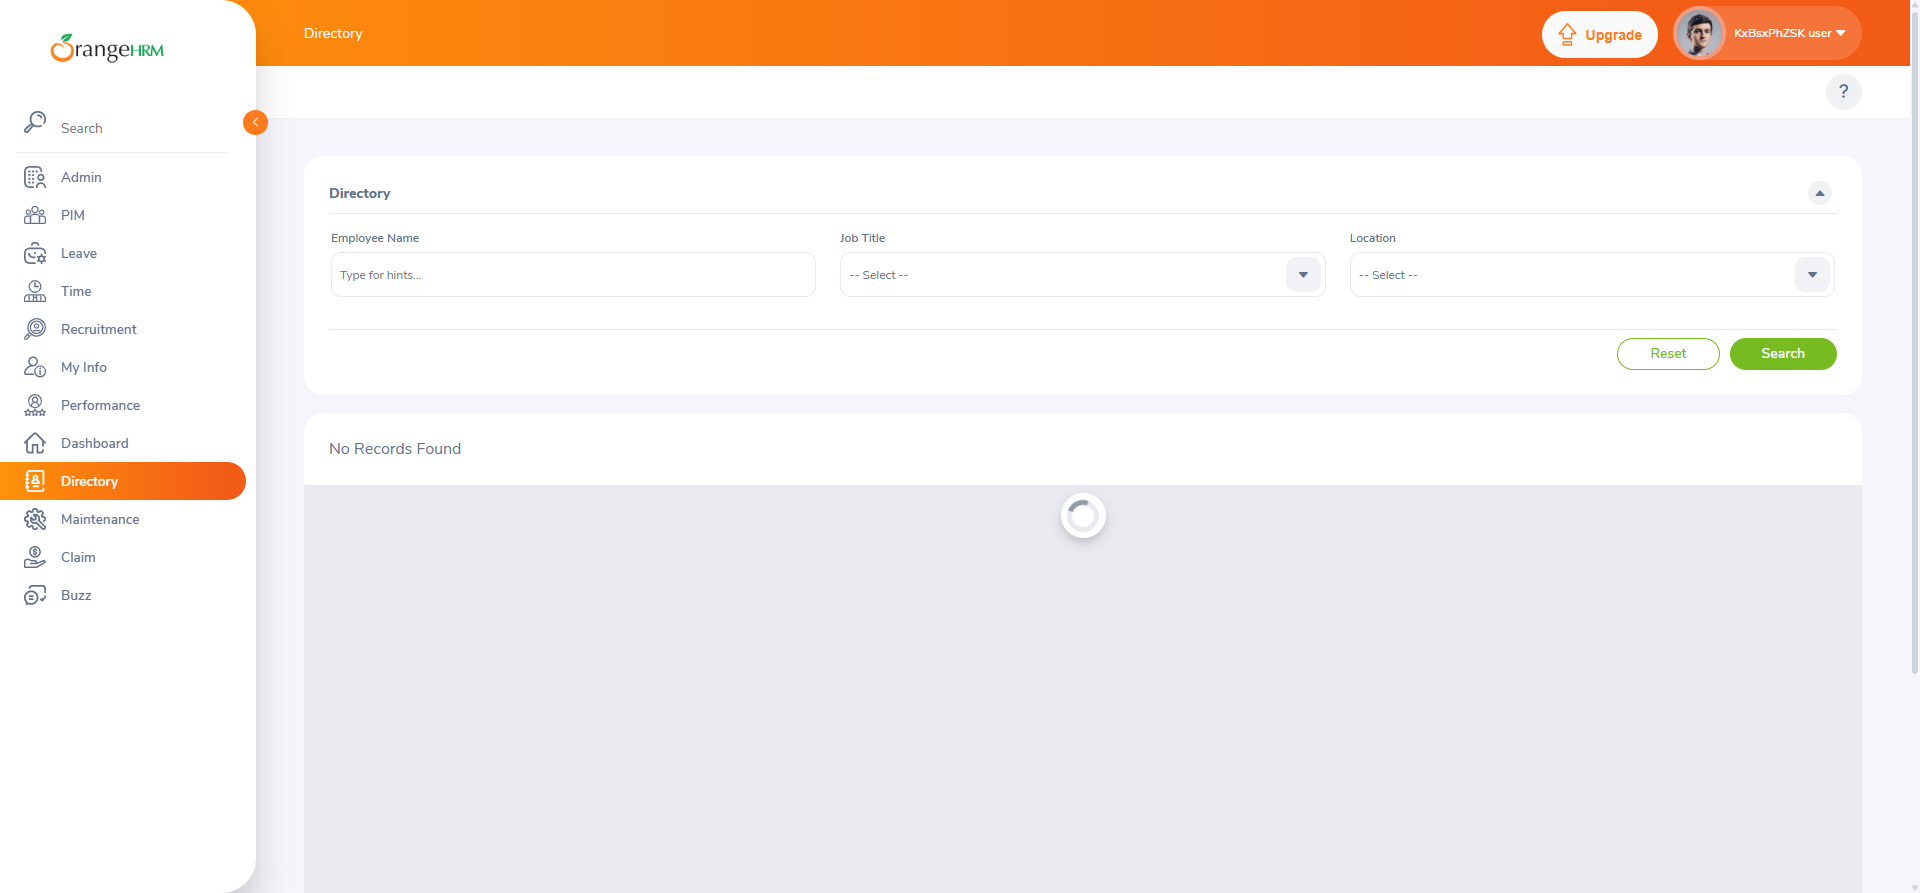 OrangeHRM
Search
Admin
PIM
Leave
Time
Recruitment
My Info
Performance
Dashboard
Directory
Maintenance
Claim
Buzz
Directory
Upgrade
KxBsxPhZSK user
?
Directory
Employee Name
Type for hints...
Job Title
-- Select --
Location
-- Select --
Reset
Search
No Records Found